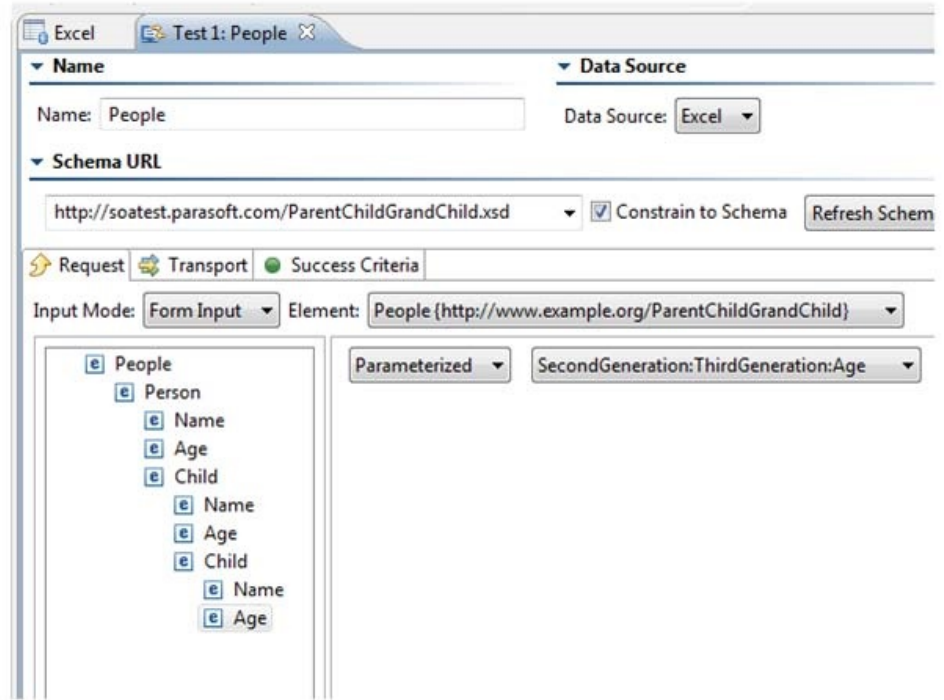 Excel Test 1: People
Name Data Source
Name: People Data Source: Excel
Schema URL
http://soatest.parasoft.com/ParentChildGrandChild.xsd Constrain to Schema Refresh Schem
Request Transport Success Criteria
Input Mode: Form Input Element: People {http://www.example.org/ParentChildGrandChild}
People Parameterized SecondGeneration:ThirdGeneration:Age
Person
Name
Age
Child
Name
Age
Child
Name
Age